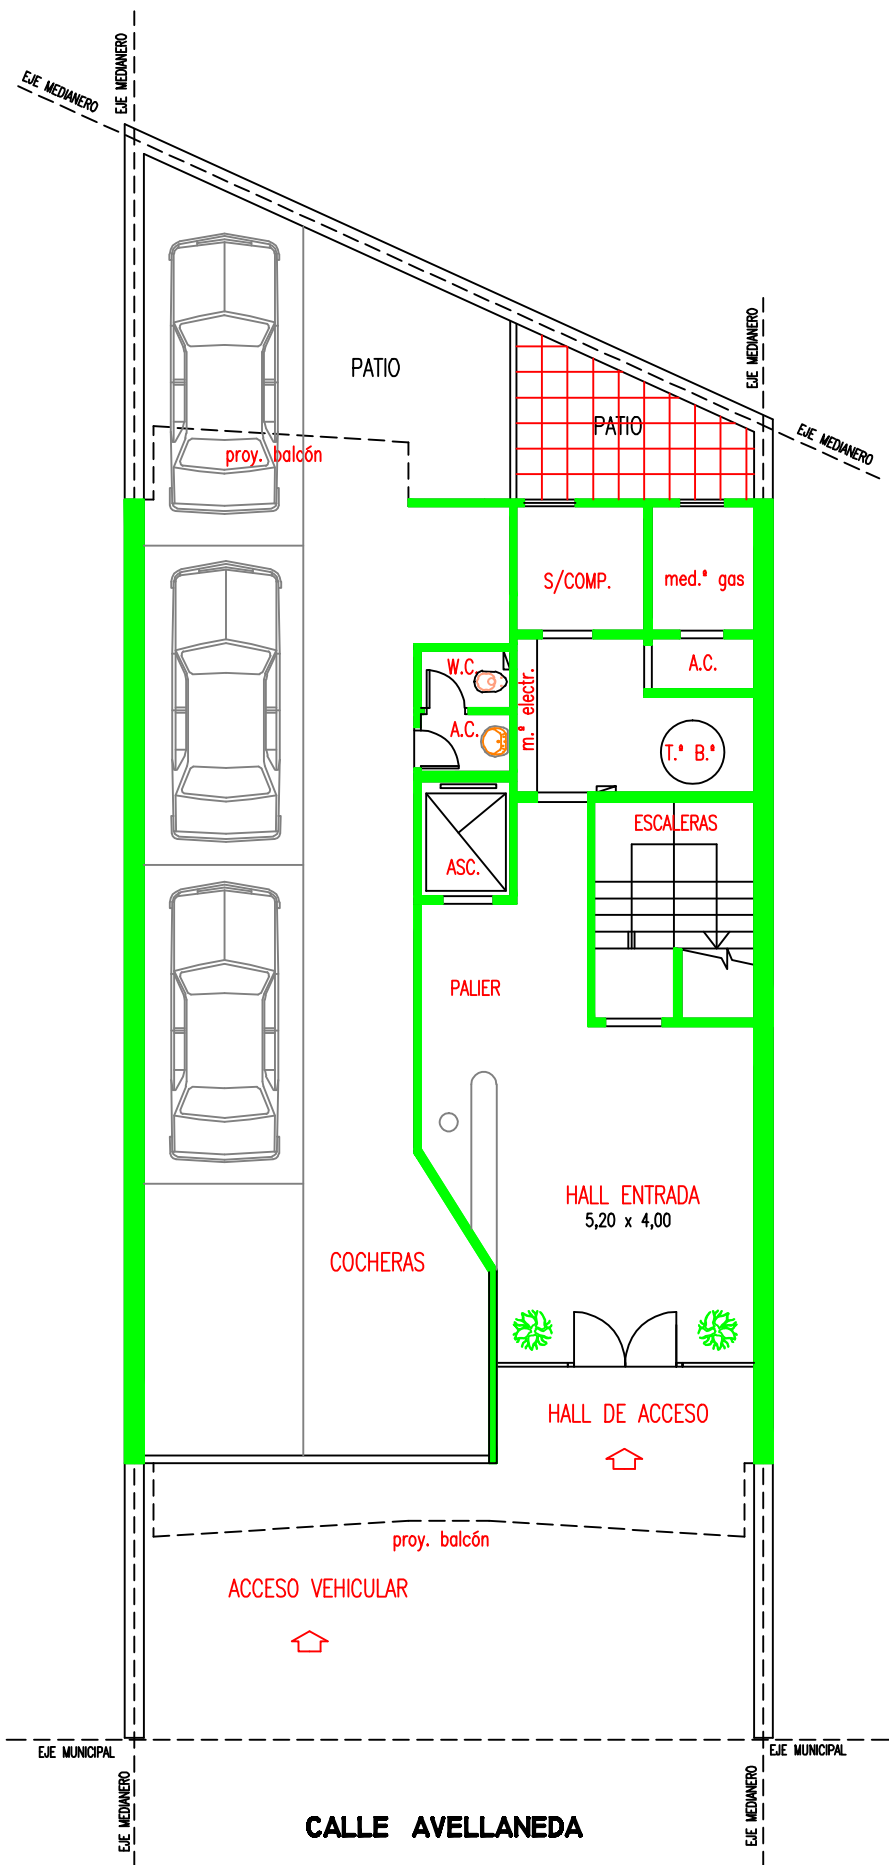 EJE MEDIANERO
EJE MEDIANERO
EJE MEDIANERO
PATIO
PATIO
EJE MEDIANERO
proy. balcón
S/COMP.
med.ª gas
W.C.
m.ª electr.
A.C.
A.C.
T.ª B.ª
ESCALERAS
ASC.
PALIER
HALL ENTRADA
5,20 x 4,00
COCHERAS
HALL DE ACCESO
proy. balcón
ACCESO VEHICULAR
EJE MUNICIPAL
EJE MUNICIPAL
EJE MEDIANERO
EJE MEDIANERO
CALLE AVELLANEDA